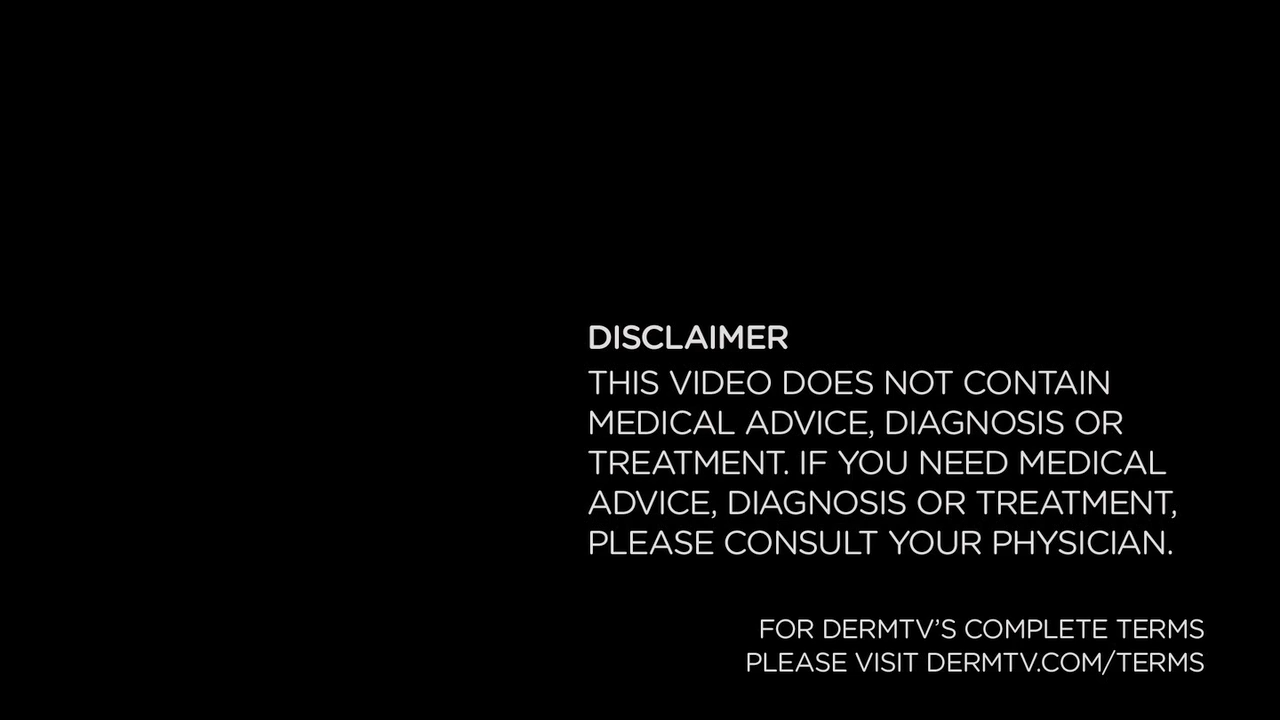 DISCLAIMER
THIS VIDEO DOES NOT CONTAIN
MEDICAL ADVICE, DIAGNOSIS OR
TREATMENT. IF YOU NEED MEDICAL
ADVICE, DIAGNOSIS OR TREATMENT,
PLEASE CONSULT YOUR PHYSICIAN.
FOR DERMTV’S COMPLETE TERMS
PLEASE VISIT DERMTV.COM/TERMS